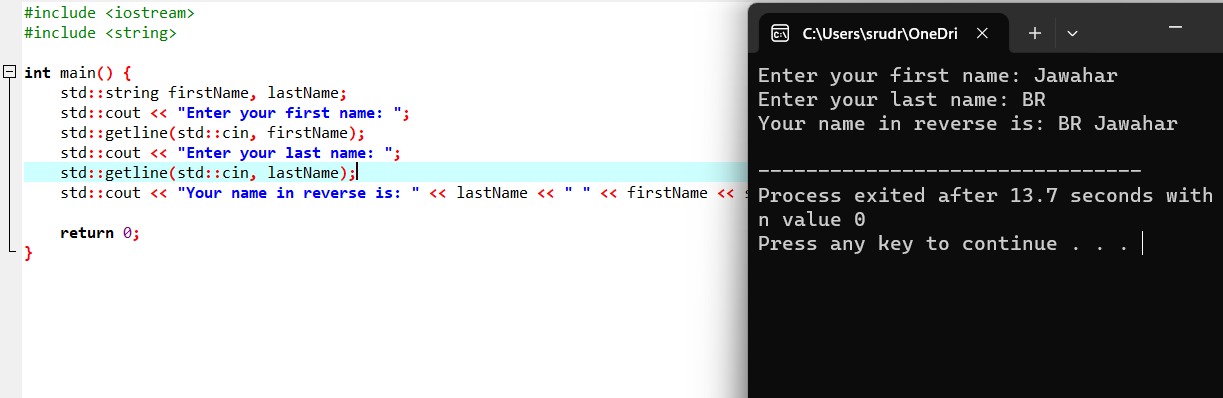 #include <iostream>
#include <string>
int main() {
std::string firstName, lastName;
std::cout << "Enter your first name: ";
std::getline(std::cin, firstName);
std::cout << "Enter your last name: ";
std::getline(std::cin, lastName);
std::cout << "Your name in reverse is: " << lastName << " " << firstName <<
return 0;
}
C:\Users\srudr\OneDri
Enter your first name: Jawahar
Enter your last name: BR
Your name in reverse is: BR Jawahar
--------------------------------
Process exited after 13.7 seconds with
n value 0
Press any key to continue . . .